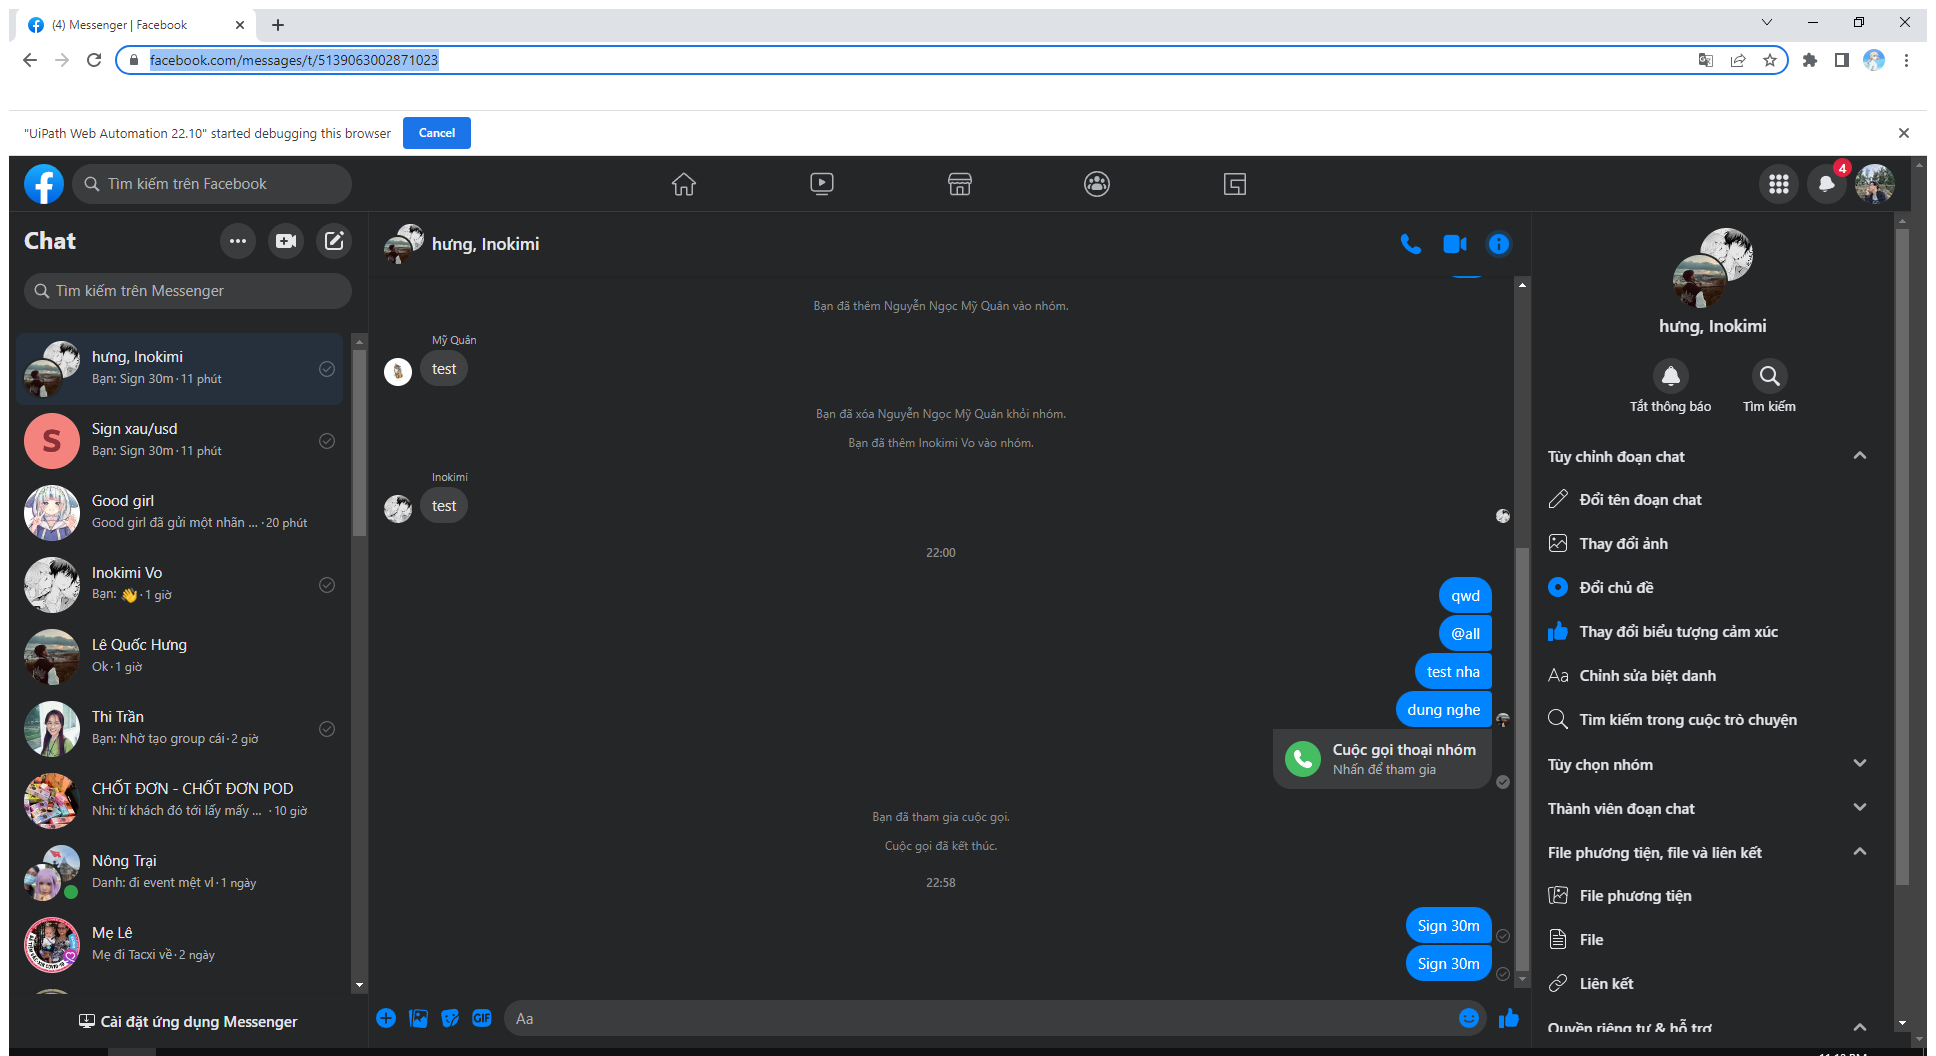 (4) Messenger | Facebook
facebook.com/messages/t/5139063002871023
"UiPath Web Automation 22.10" started debugging this browser
Cancel
Tìm kiếm trên Facebook
4
Chat
Tìm kiếm trên Messenger
hưng, Inokimi
Bạn: Sign 30m · 11 phút
Sign xau/usd
Bạn: Sign 30m · 11 phút
S
Good girl
Good girl đã gửi một nhãn ... · 20 phút
Inokimi Vo
Bạn: 👋 · 1 giờ
Lê Quốc Hưng
Ok · 1 giờ
Thi Trần
Bạn: Nhờ tạo group cái · 2 giờ
CHỐT ĐƠN - CHỐT ĐƠN POD
Nhi: tí khách đó tới lấy mấy ... · 10 giờ
Nông Trại
Danh: đi event mệt vl · 1 ngày
Mẹ Lê
Mẹ đi Tacxi về · 2 ngày
Cài đặt ứng dụng Messenger
hưng, Inokimi
Bạn đã thêm Nguyễn Ngọc Mỹ Quân vào nhóm.
Mỹ Quân
test
Bạn đã xóa Nguyễn Ngọc Mỹ Quân khỏi nhóm.
Bạn đã thêm Inokimi Vo vào nhóm.
Inokimi
test
22:00
qwd
@all
test nha
dung nghe
Cuộc gọi thoại nhóm
Nhấn để tham gia
Bạn đã tham gia cuộc gọi.
Cuộc gọi đã kết thúc.
22:58
Sign 30m
Sign 30m
GIF
Aa
hưng, Inokimi
Tắt thông báo
Tìm kiếm
Tùy chỉnh đoạn chat
Đổi tên đoạn chat
Thay đổi ảnh
Đổi chủ đề
Thay đổi biểu tượng cảm xúc
Aa Chỉnh sửa biệt danh
Tìm kiếm trong cuộc trò chuyện
Tùy chọn nhóm
Thành viên đoạn chat
File phương tiện, file và liên kết
File phương tiện
File
Liên kết
Quyền riêng tư & hỗ trợ